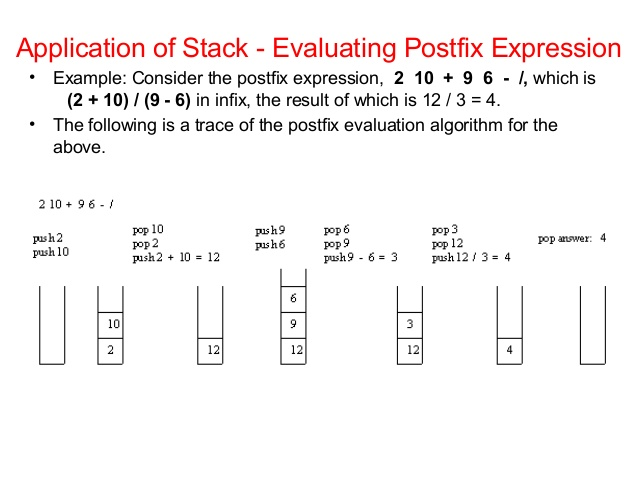 Application of Stack - Evaluating Postfix Expression
• Example: Consider the postfix expression, 2 10 + 9 6 - /, which is
(2 + 10) / (9 - 6) in infix, the result of which is 12 / 3 = 4.
• The following is a trace of the postfix evaluation algorithm for the
above.
2 10 + 9 6 - /
push 2
push 10
pop 10
pop 2
push 2 + 10 = 12
push 9
push 6
pop 6
pop 9
push 9 - 6 = 3
pop 3
pop 12
push 12 / 3 = 4
pop answer: 4
10
2
12
6
9
12
3
12
4